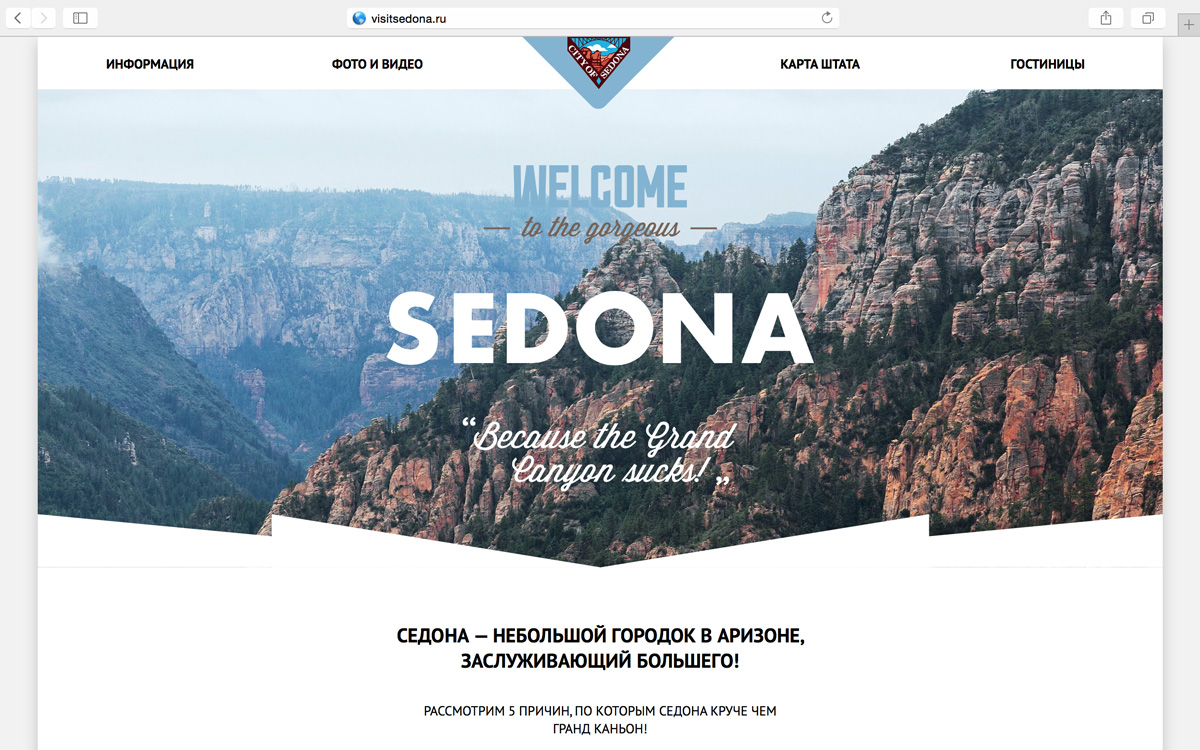 visitsedona.ru
ИНФОРМАЦИЯ
ФОТО И ВИДЕО
CITY OF SEDONA
КАРТА ШТАТА
ГОСТИНИЦЫ
WELCOME
— to the gorgeous —
SEDONA
“Because the Grand
Canyon sucks! „
СЕДОНА — НЕБОЛЬШОЙ ГОРОДОК В АРИЗОНЕ,
ЗАСЛУЖИВАЮЩИЙ БОЛЬШЕГО!
РАССМОТРИМ 5 ПРИЧИН, ПО КОТОРЫМ СЕДОНА КРУЧЕ ЧЕМ
ГРАНД КАНЬОН!